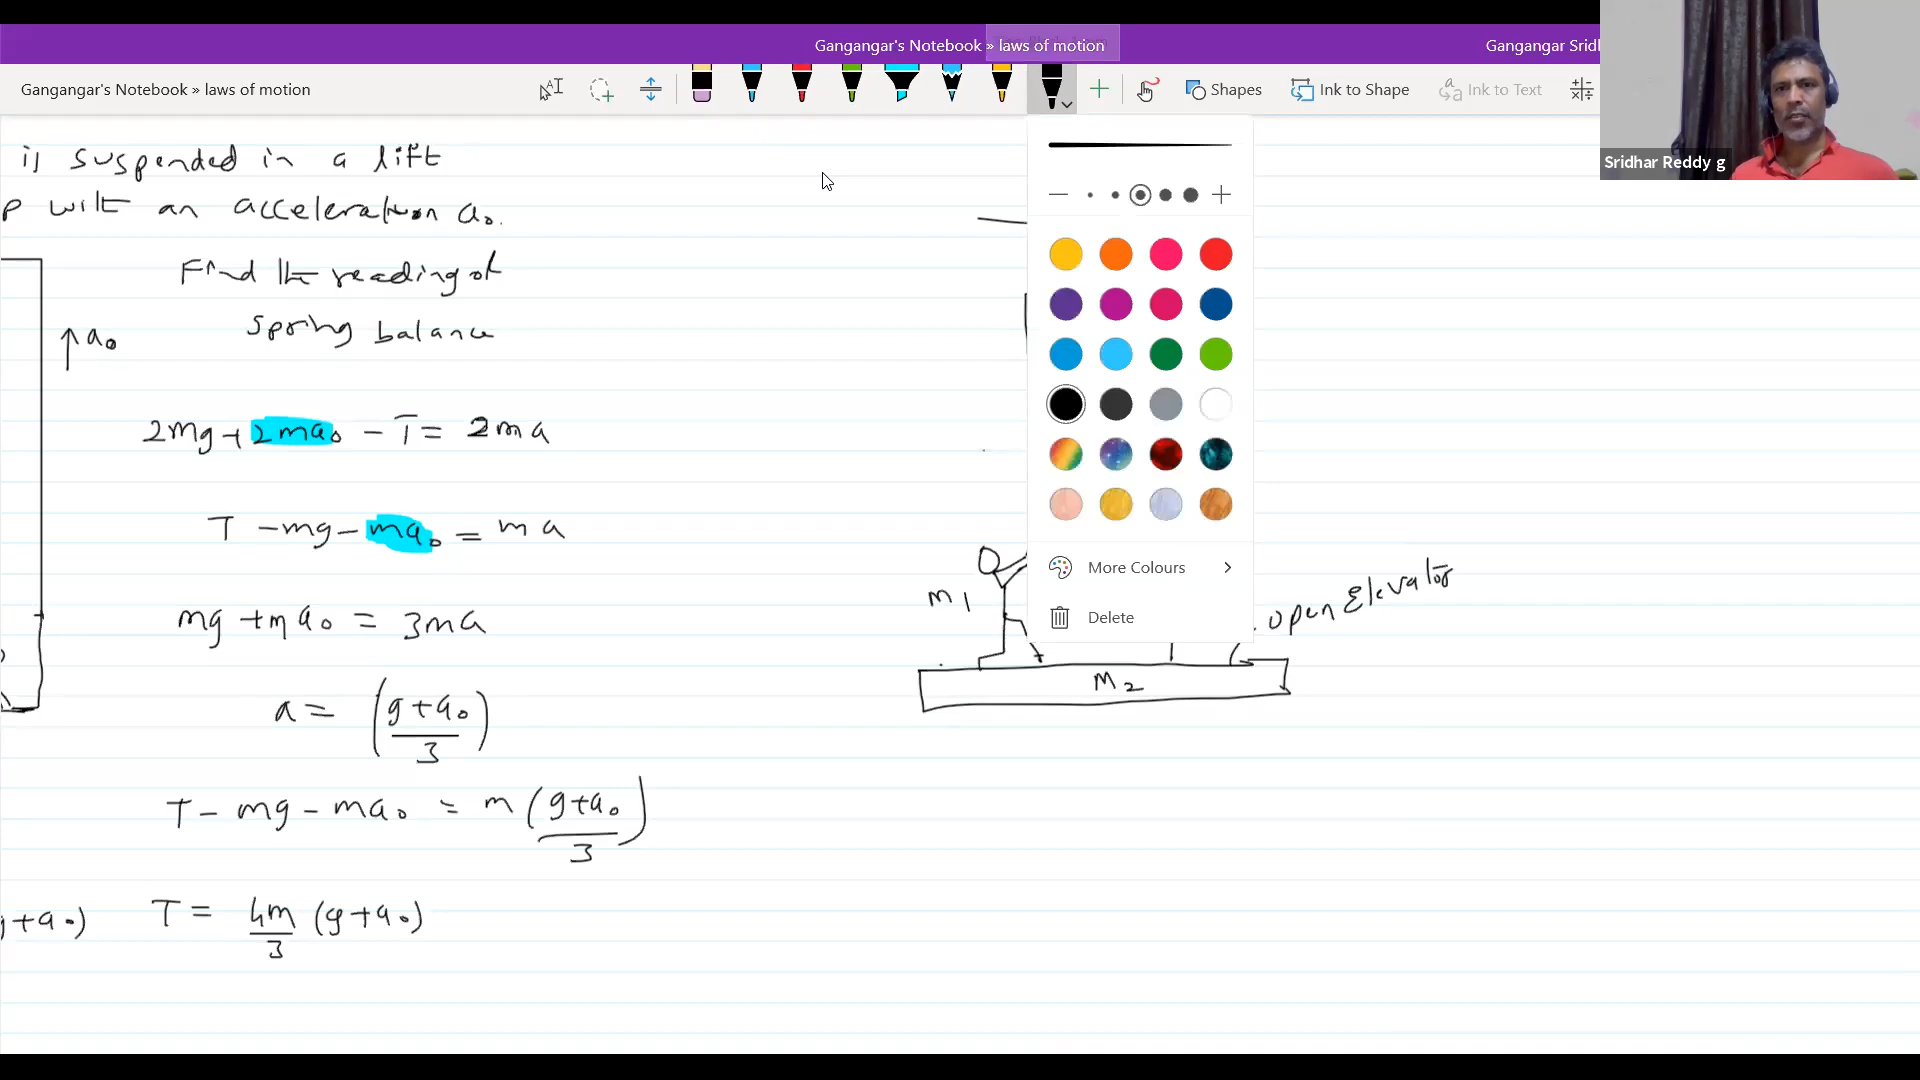 Gangangar's Notebook » laws of motion
Gangangar Sridh
Gangangar's Notebook » laws of motion
Shapes
Ink to Shape
Ink to Text
Sridhar Reddy g
is suspended in a lift
p with an acceleration a₀.
Find the reading of
spring balance
↑ a₀
2mg + 2ma₀ – T = 2ma
T – mg – ma₀ = ma
mg + ma₀ = 3ma
a = (g+a₀/3)
T – mg – ma₀ = m (g+a₀/3)
g+a₀) T = 4m/3 (g+a₀)
More Colours
Delete
m1
open Elevator
M2